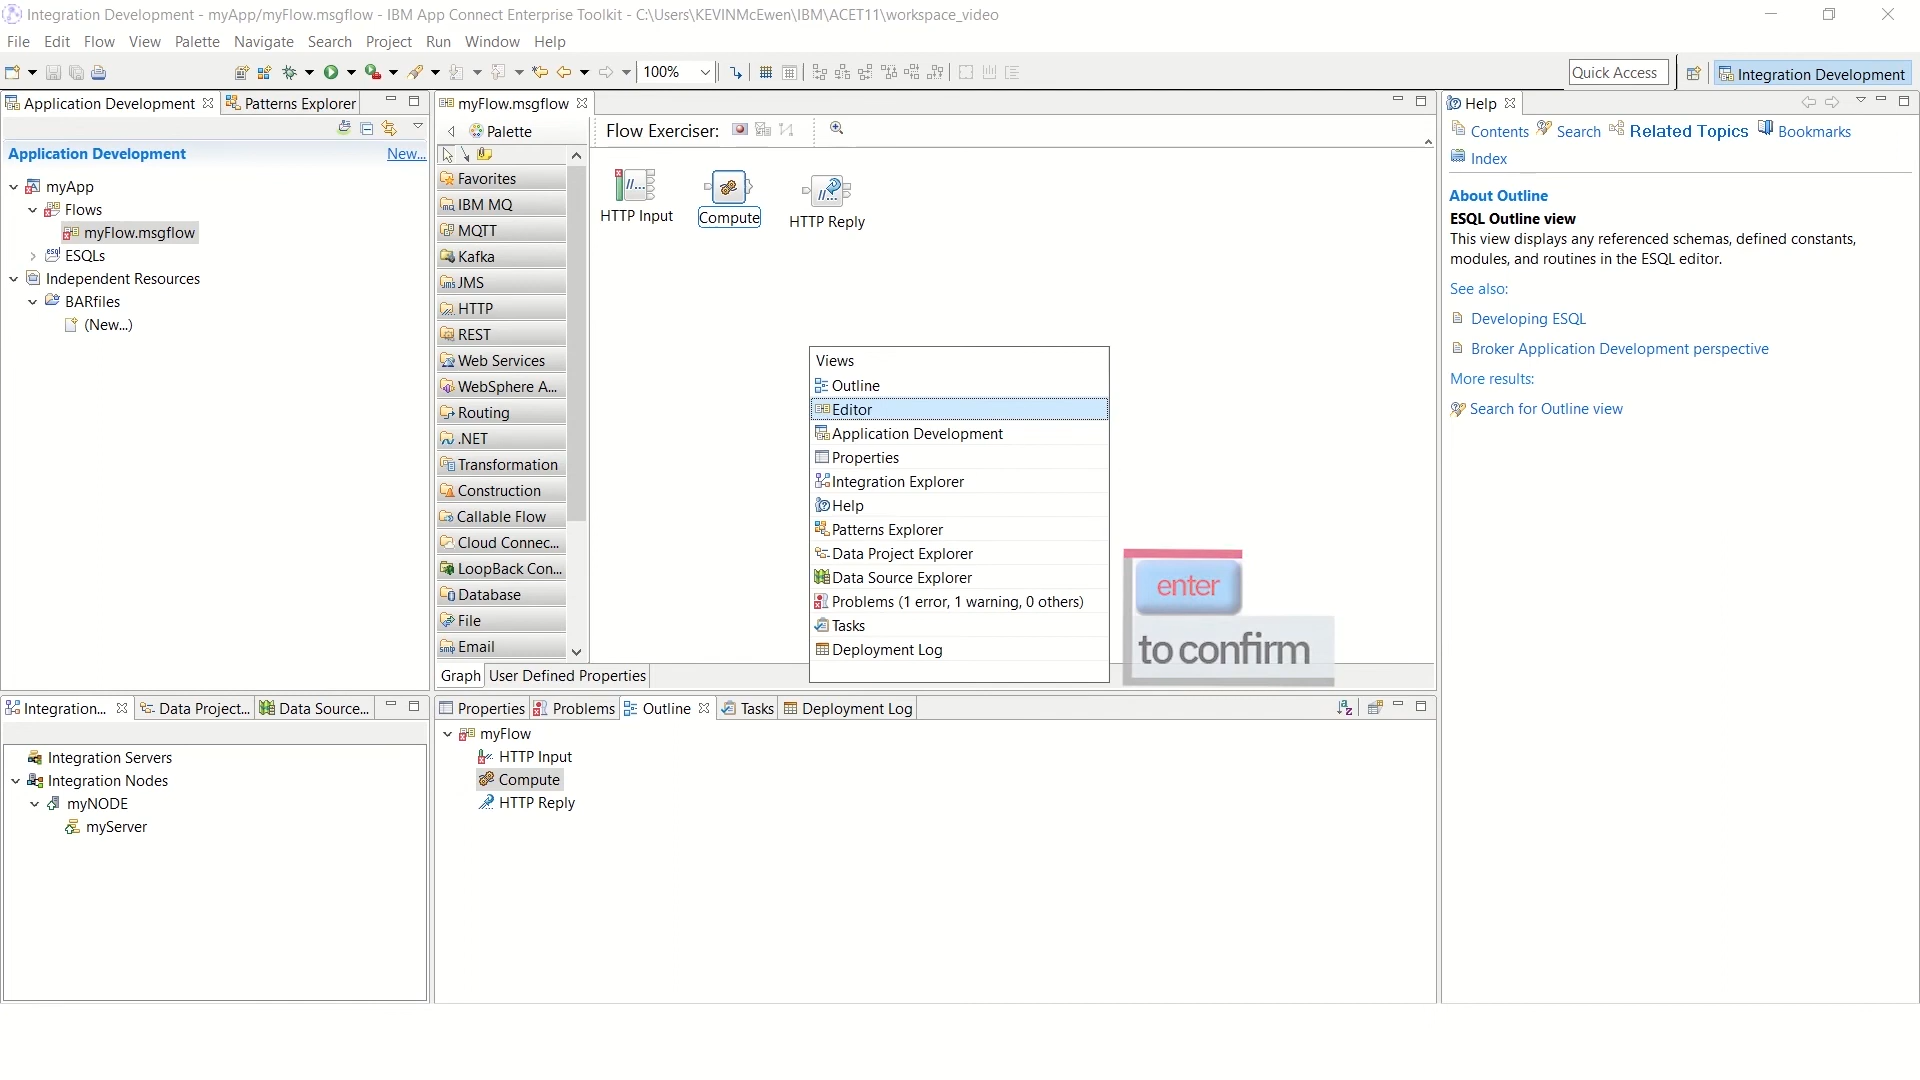 Integration Development - myApp/myFlow.msgflow - IBM App Connect Enterprise Toolkit - C:\Users\KEVINMcEwen\IBM\ACET11\workspace_video
File Edit Flow View Palette Navigate Search Project Run Window Help
100%
Quick Access
Integration Development
Application Development
Patterns Explorer
Application Development
New...
myApp
Flows
myFlow.msgflow
ESQLs
Independent Resources
BARfiles
(New...)
myFlow.msgflow
Palette
Flow Exerciser:
Favorites
IBM MQ
MQTT
Kafka
JMS
HTTP
REST
Web Services
WebSphere A...
Routing
.NET
Transformation
Construction
Callable Flow
Cloud Connec...
LoopBack Con...
Database
File
Email
HTTP Input
Compute
HTTP Reply
Views
Outline
Editor
Application Development
Properties
Integration Explorer
Help
Patterns Explorer
Data Project Explorer
Data Source Explorer
Problems (1 error, 1 warning, 0 others)
Tasks
Deployment Log
enter
to confirm
Graph
User Defined Properties
Help
Contents
Search
Related Topics
Bookmarks
Index
About Outline
ESQL Outline view
This view displays any referenced schemas, defined constants,
modules, and routines in the ESQL editor.
See also:
Developing ESQL
Broker Application Development perspective
More results:
Search for Outline view
Integration...
Data Project...
Data Source...
Integration Servers
Integration Nodes
myNODE
myServer
Properties
Problems
Outline
Tasks
Deployment Log
myFlow
HTTP Input
Compute
HTTP Reply